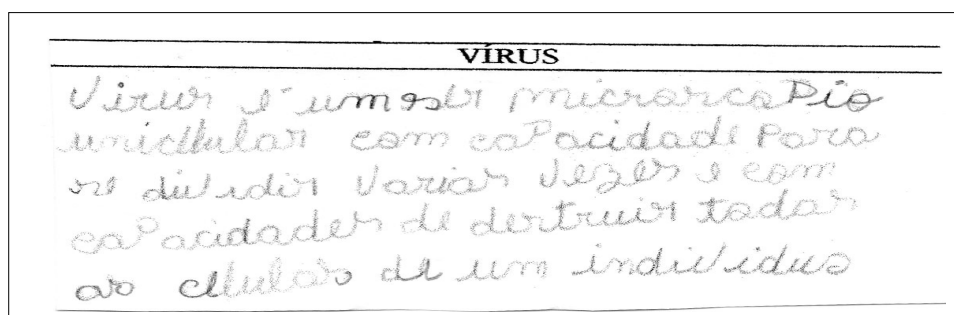 VÍRUS
Virus é um ser microscopio
unicelular com capacidade para
se dividir varias vezes e com
capacidades de destruir todas
as celulas de um individuo